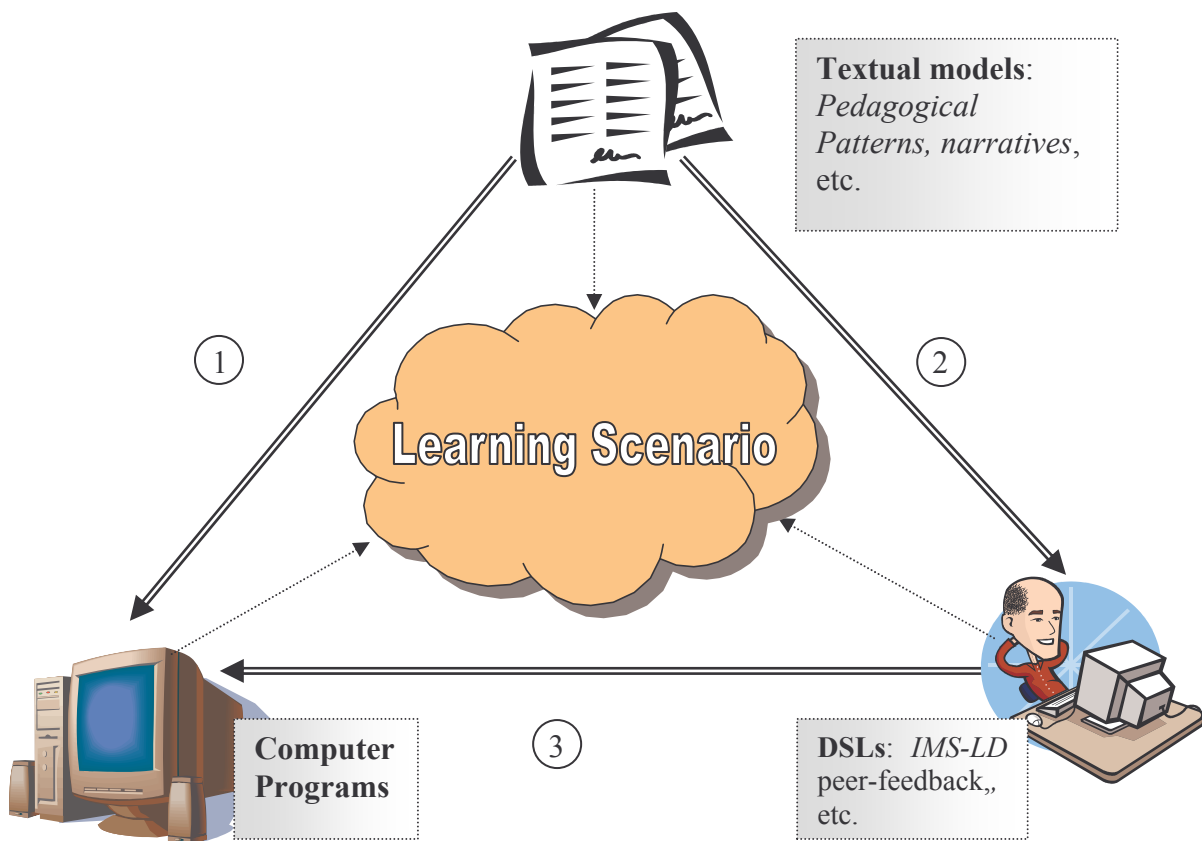 Textual models:
Pedagogical
Patterns, narratives,
etc.
1
2
Learning Scenario
3
Computer
Programs
DSLs: IMS-LD
peer-feedback,,
etc.